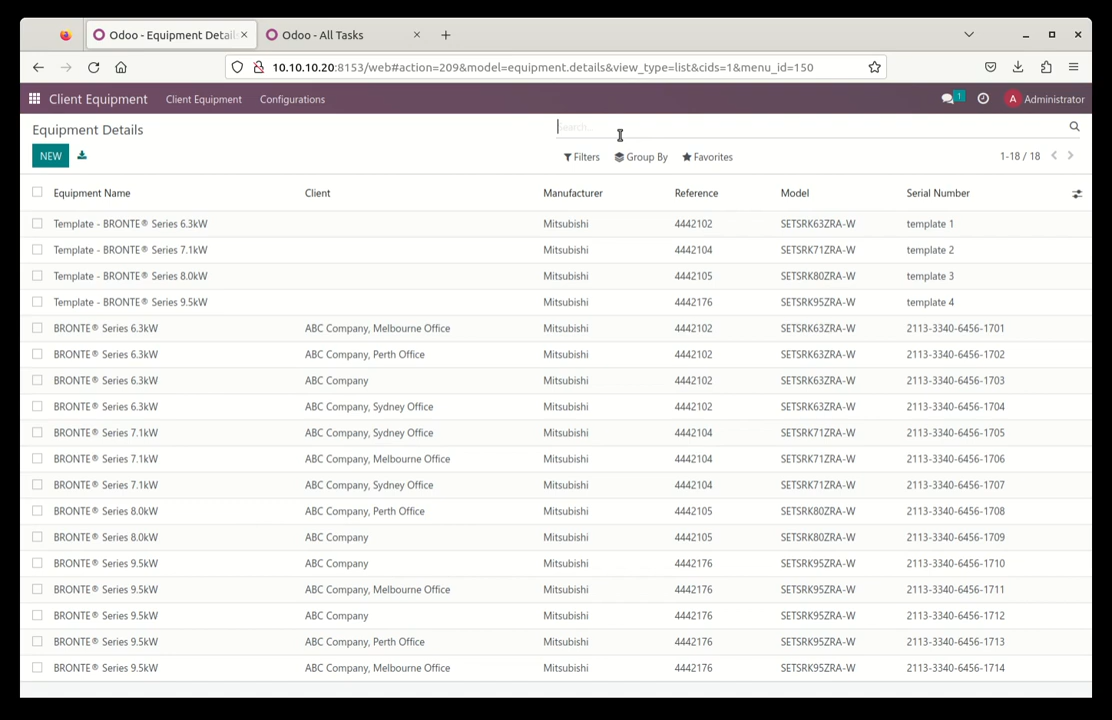 Odoo - Equipment Detail
Odoo - All Tasks
10.10.10.20:8153/web#action=209&model=equipment.details&view_type=list&cids=1&menu_id=150
Client Equipment Client Equipment Configurations 1 A Administrator
Equipment Details
Search...
NEW
Filters Group By Favorites 1-18 / 18
Equipment Name Client Manufacturer Reference Model Serial Number
Template - BRONTE® Series 6.3kW Mitsubishi 4442102 SETSRK63ZRA-W template 1
Template - BRONTE® Series 7.1kW Mitsubishi 4442104 SETSRK71ZRA-W template 2
Template - BRONTE® Series 8.0kW Mitsubishi 4442105 SETSRK80ZRA-W template 3
Template - BRONTE® Series 9.5kW Mitsubishi 4442176 SETSRK95ZRA-W template 4
BRONTE® Series 6.3kW ABC Company, Melbourne Office Mitsubishi 4442102 SETSRK63ZRA-W 2113-3340-6456-1701
BRONTE® Series 6.3kW ABC Company, Perth Office Mitsubishi 4442102 SETSRK63ZRA-W 2113-3340-6456-1702
BRONTE® Series 6.3kW ABC Company Mitsubishi 4442102 SETSRK63ZRA-W 2113-3340-6456-1703
BRONTE® Series 6.3kW ABC Company, Sydney Office Mitsubishi 4442102 SETSRK63ZRA-W 2113-3340-6456-1704
BRONTE® Series 7.1kW ABC Company, Sydney Office Mitsubishi 4442104 SETSRK71ZRA-W 2113-3340-6456-1705
BRONTE® Series 7.1kW ABC Company, Melbourne Office Mitsubishi 4442104 SETSRK71ZRA-W 2113-3340-6456-1706
BRONTE® Series 7.1kW ABC Company, Sydney Office Mitsubishi 4442104 SETSRK71ZRA-W 2113-3340-6456-1707
BRONTE® Series 8.0kW ABC Company, Perth Office Mitsubishi 4442105 SETSRK80ZRA-W 2113-3340-6456-1708
BRONTE® Series 8.0kW ABC Company Mitsubishi 4442105 SETSRK80ZRA-W 2113-3340-6456-1709
BRONTE® Series 9.5kW ABC Company Mitsubishi 4442176 SETSRK95ZRA-W 2113-3340-6456-1710
BRONTE® Series 9.5kW ABC Company, Melbourne Office Mitsubishi 4442176 SETSRK95ZRA-W 2113-3340-6456-1711
BRONTE® Series 9.5kW ABC Company Mitsubishi 4442176 SETSRK95ZRA-W 2113-3340-6456-1712
BRONTE® Series 9.5kW ABC Company, Perth Office Mitsubishi 4442176 SETSRK95ZRA-W 2113-3340-6456-1713
BRONTE® Series 9.5kW ABC Company, Melbourne Office Mitsubishi 4442176 SETSRK95ZRA-W 2113-3340-6456-1714